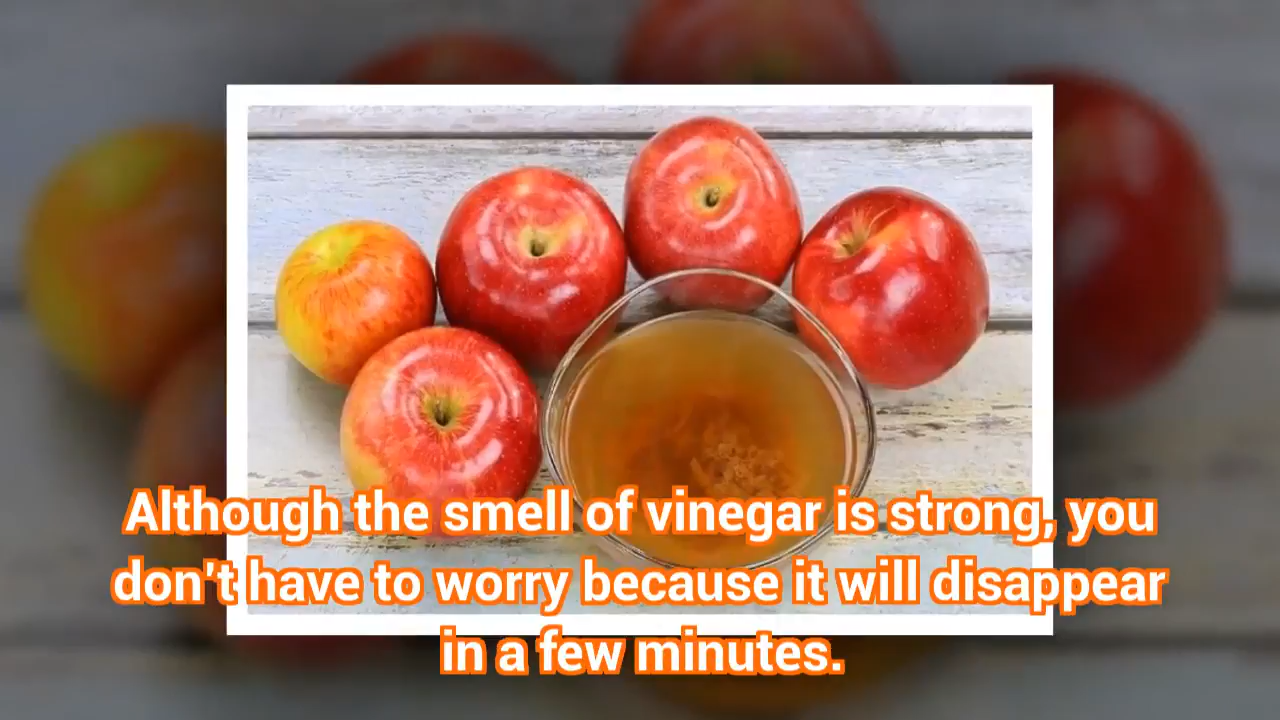 Although the smell of vinegar is strong, you
don't have to worry because it will disappear
in a few minutes.